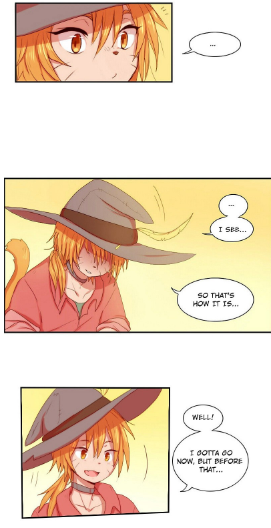 ...
...
I SEE...
SO THAT'S
HOW IT IS...
WELL!
I GOTTA GO
NOW, BUT BEFORE
THAT...